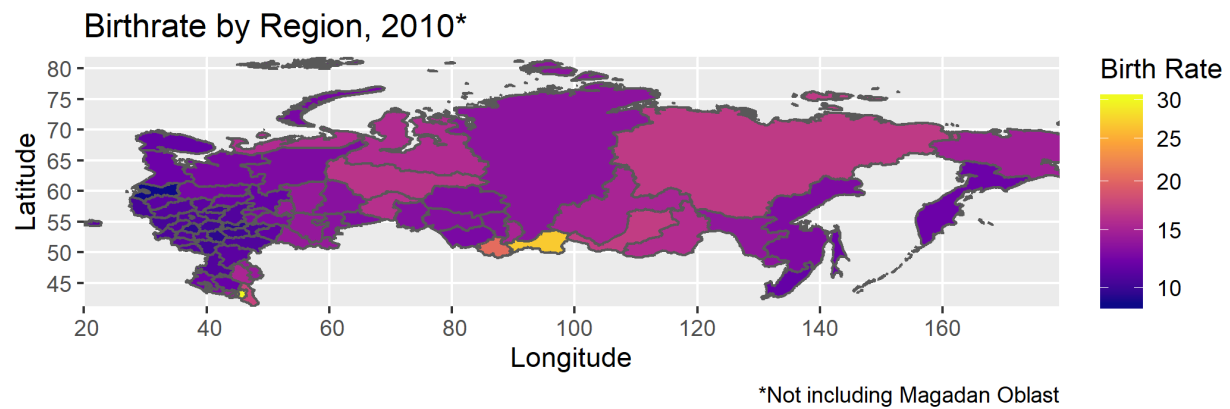 Birthrate by Region, 2010*
80
75
70
65
60
55
50
45
Latitude
20 40 60 80 100 120 140 160
Longitude
Birth Rate
30
25
20
15
10
*Not including Magadan Oblast